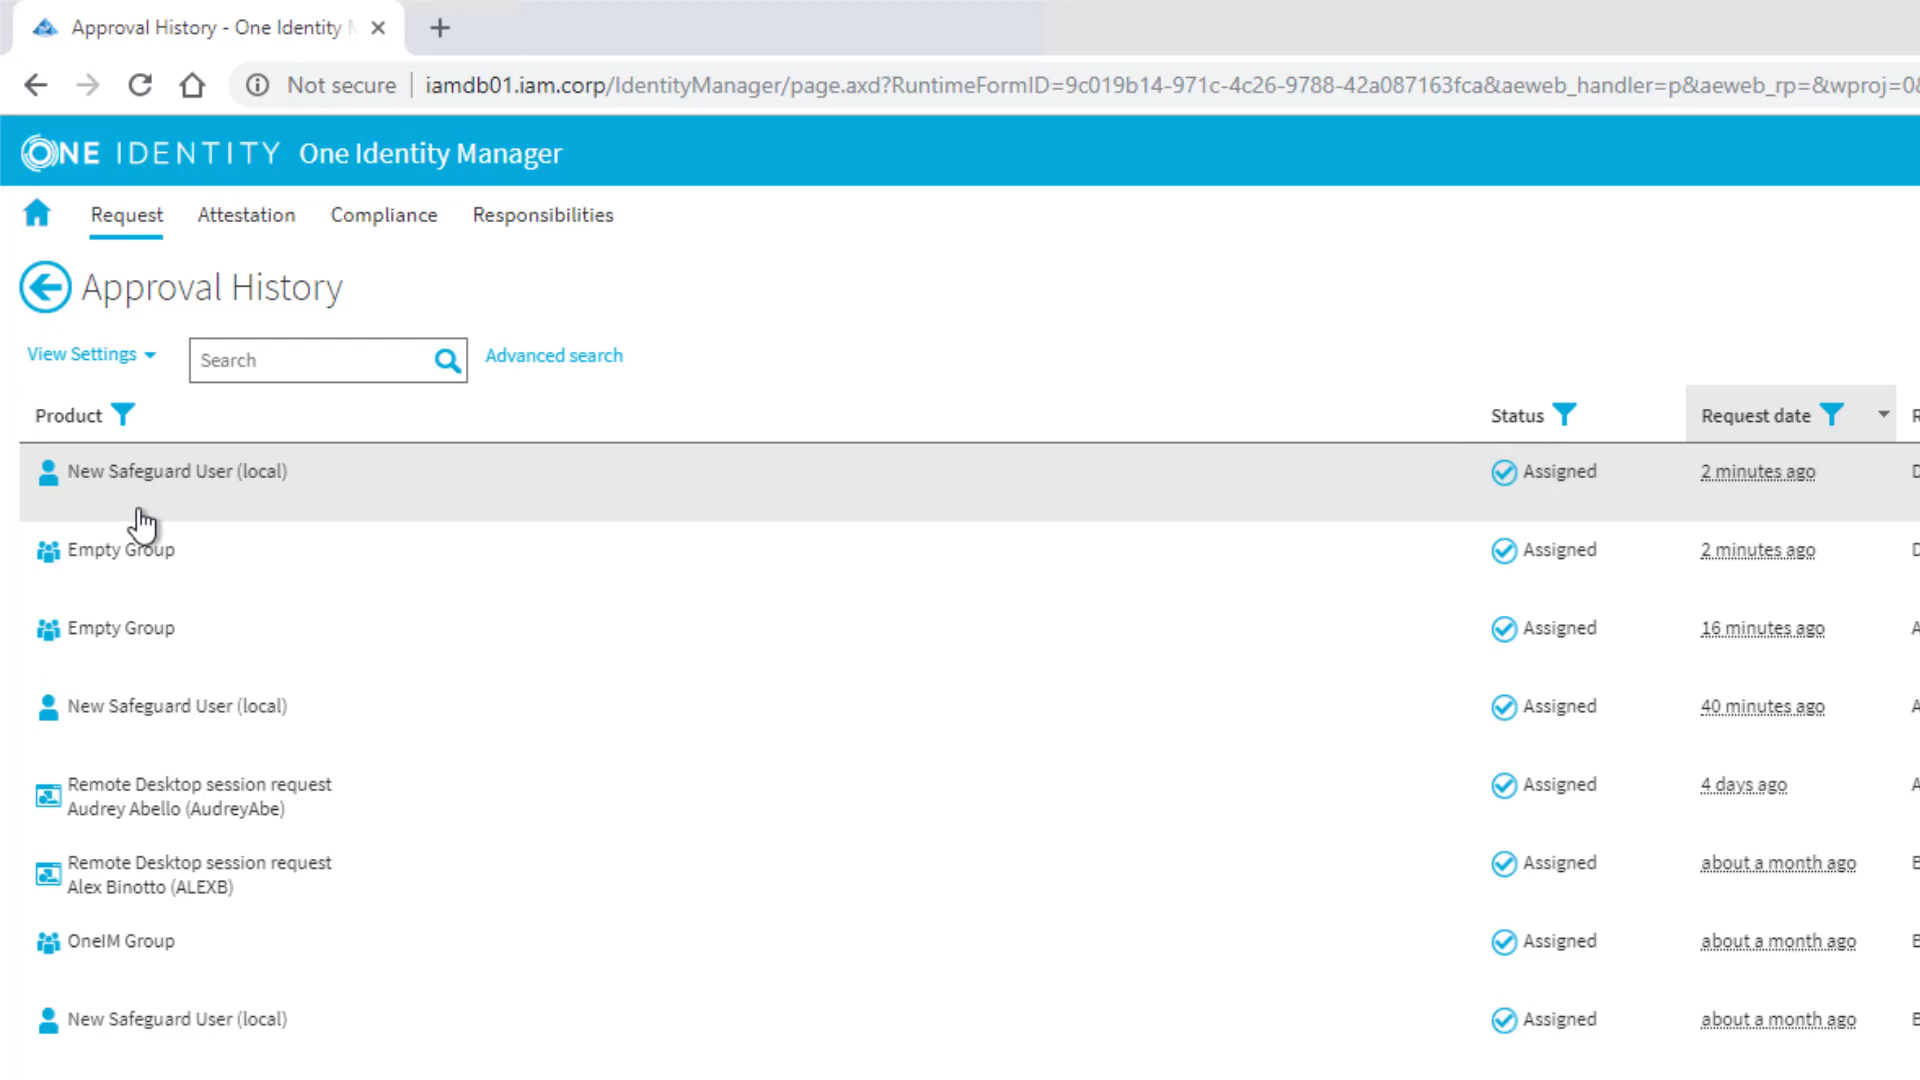 Approval History - One Identity
Not secure iamdb01.iam.corp/IdentityManager/page.axd?RuntimeFormID=9c019b14-971c-4c26-9788-42a087163fca&aeweb_handler=p&aeweb_rp=&wproj=0&
ONE IDENTITY One Identity Manager
Request Attestation Compliance Responsibilities
Approval History
View Settings Search Advanced search
Product Status Request date
New Safeguard User (local) Assigned 2 minutes ago
Empty Group Assigned 2 minutes ago
Empty Group Assigned 16 minutes ago
New Safeguard User (local) Assigned 40 minutes ago
Remote Desktop session request Assigned 4 days ago
Audrey Abello (AudreyAbe)
Remote Desktop session request Assigned about a month ago
Alex Binotto (ALEXB)
OneIM Group Assigned about a month ago
New Safeguard User (local) Assigned about a month ago